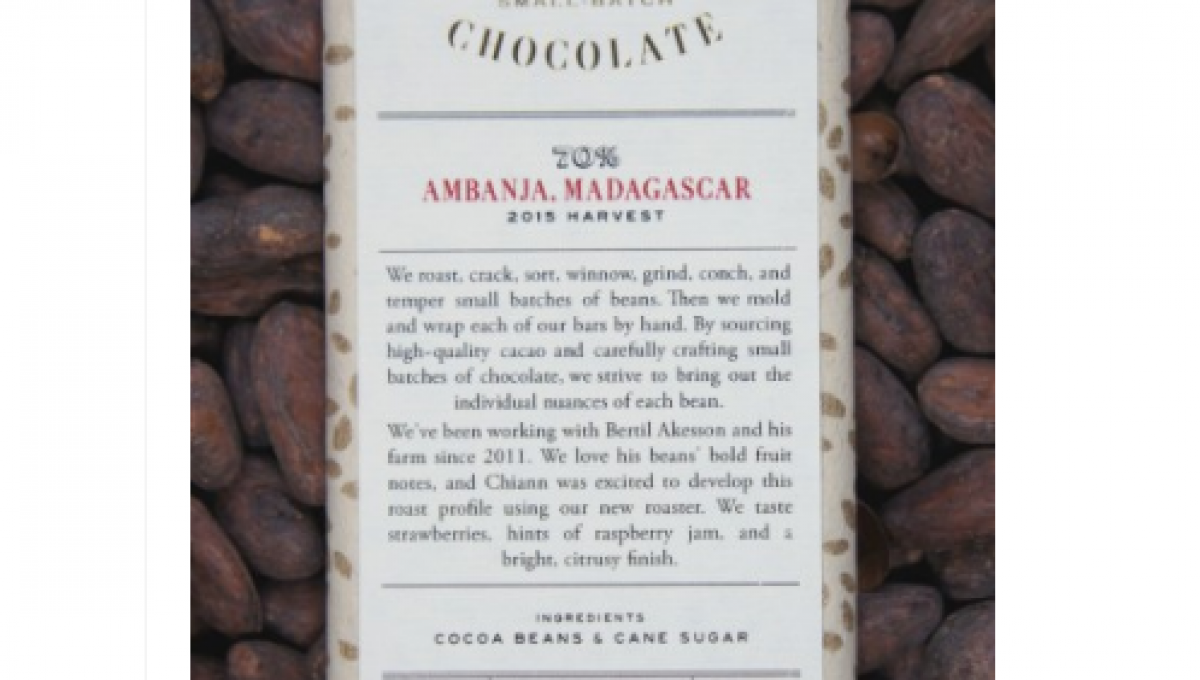 SMALL-BATCH
CHOCOLATE
70%
AMBANJA, MADAGASCAR
2015 HARVEST
We roast, crack, sort, winnow, grind, conch, and
temper small batches of beans. Then we mold
and wrap each of our bars by hand. By sourcing
high-quality cacao and carefully crafting small
batches of chocolate, we strive to bring out the
individual nuances of each bean.
We've been working with Bertil Akesson and his
farm since 2011. We love his beans' bold fruit
notes, and Chiann was excited to develop this
roast profile using our new roaster. We taste
strawberries, hints of raspberry jam, and a
bright, citrusy finish.
INGREDIENTS
COCOA BEANS & CANE SUGAR